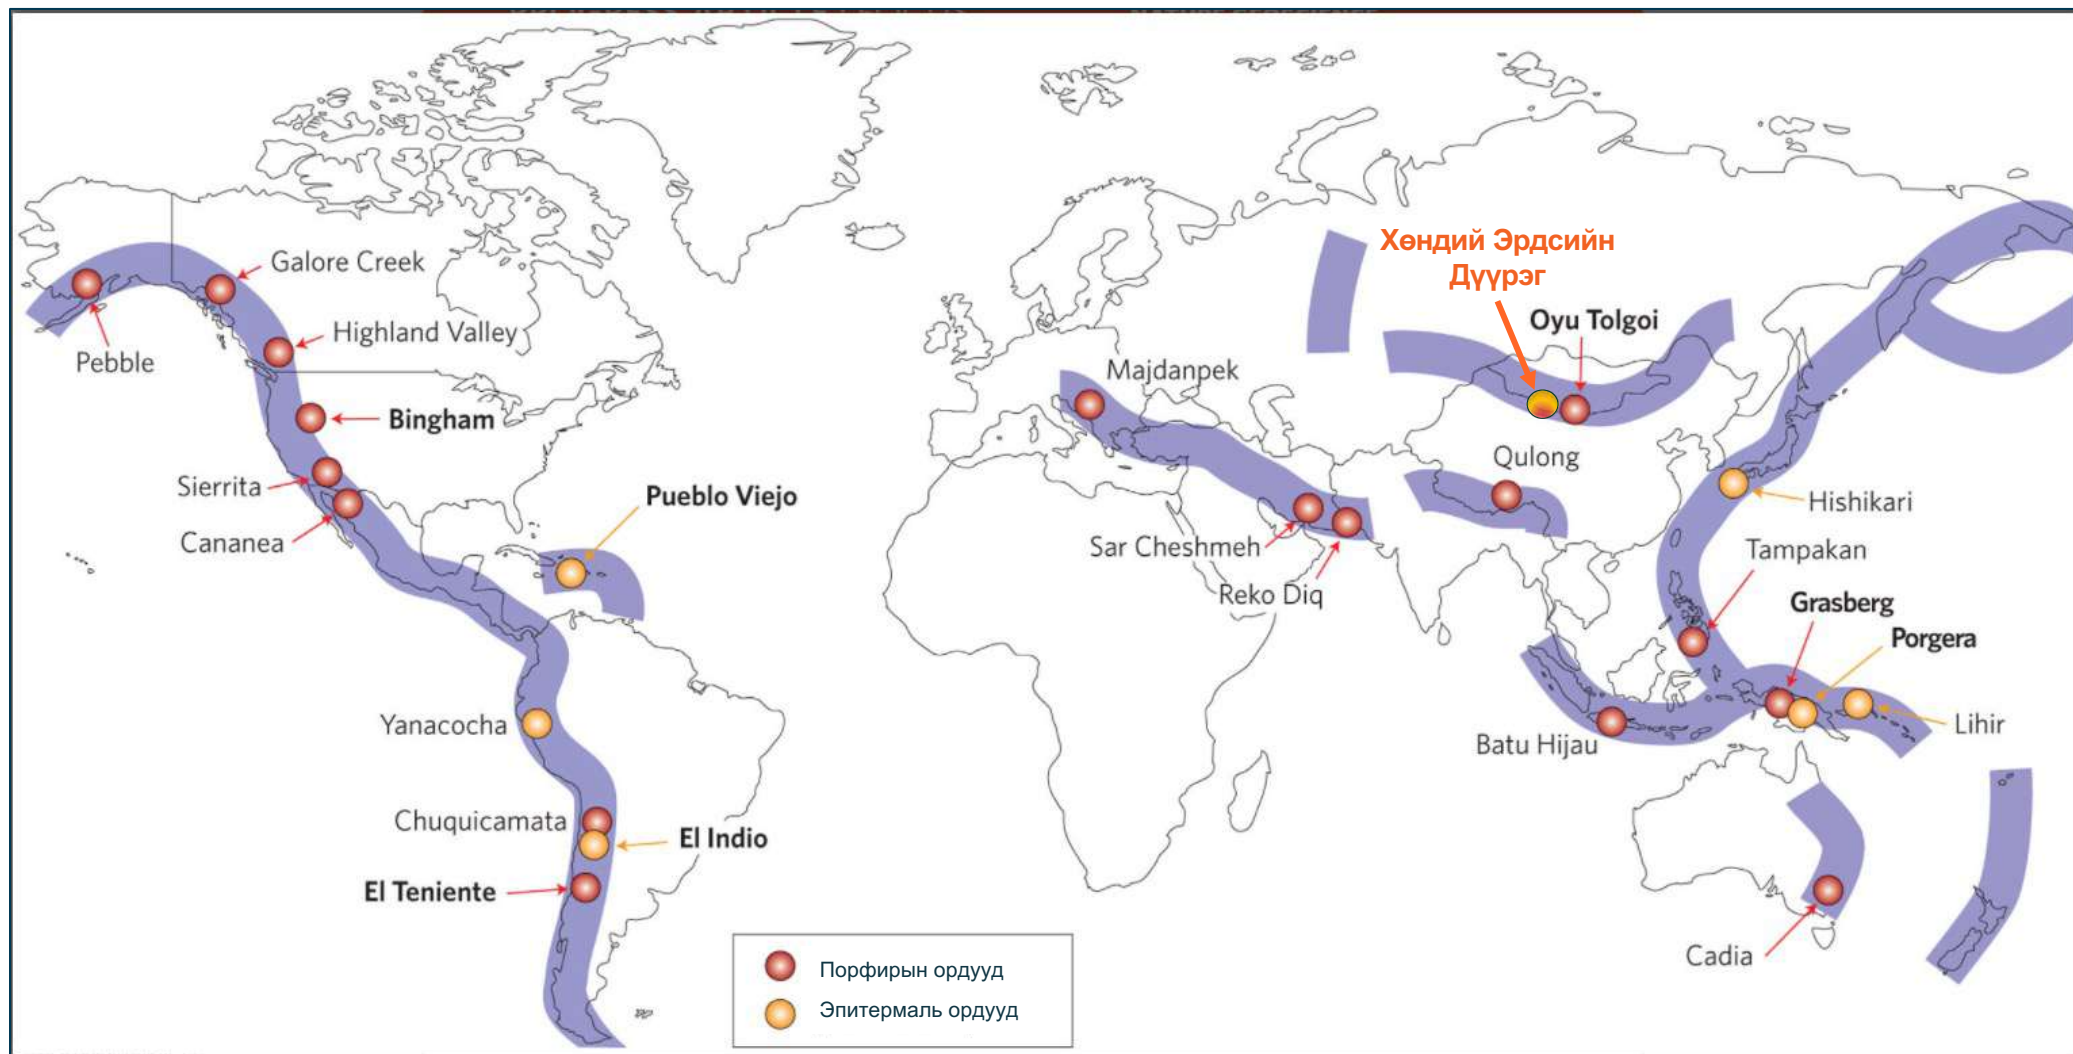 Хөндий Эрдсийн
Дүүрэг
Galore Creek
Oyu Tolgoi
Highland Valley
Pebble
Majdanpek
Bingham
Qulong
Sierrita
Pueblo Viejo
Hishikari
Cananea
Sar Cheshmeh
Tampakan
Reko Diq
Grasberg
Porgera
Yanacocha
Lihir
Batu Hijau
Chuquicamata
El Indio
El Teniente
Cadia
Порфирын ордууд
Эпитермаль ордууд